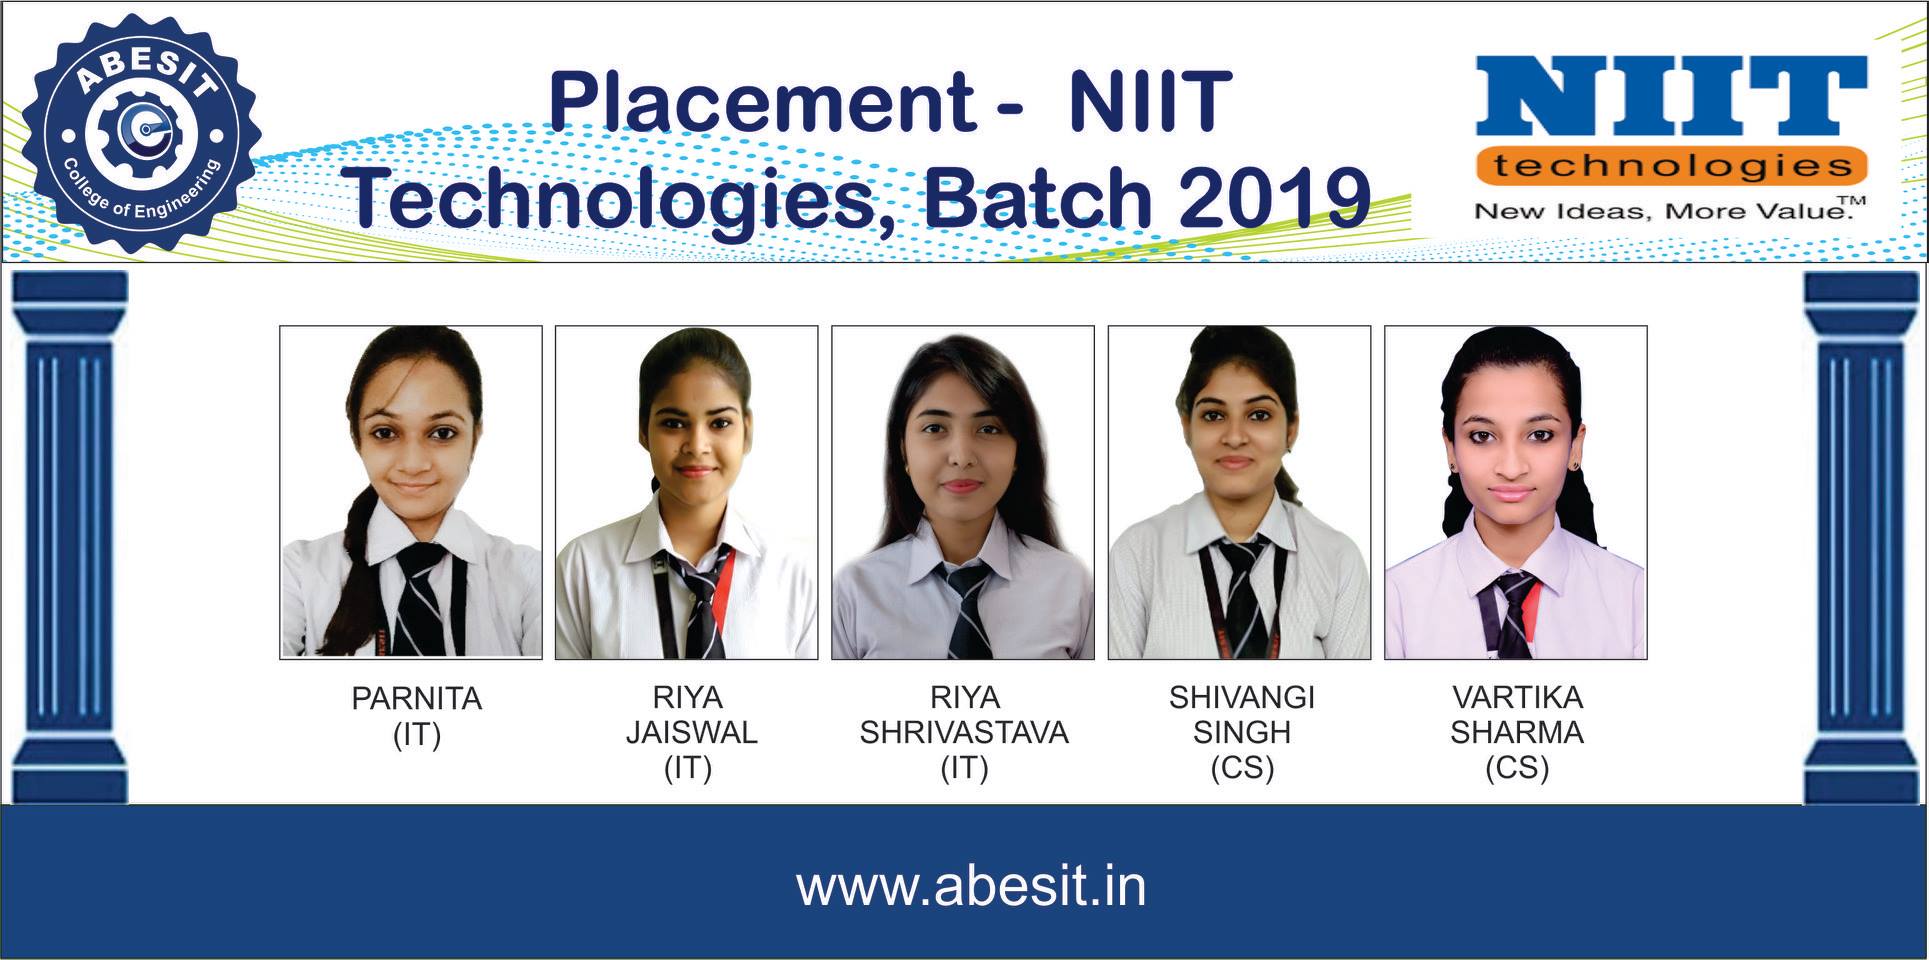 ABESIT
College of Engineering
Placement - NIIT
Technologies, Batch 2019
NIIT
technologies
New Ideas, More Value.™
PARNITA
(IT)
RIYA
JAISWAL
(IT)
RIYA
SHRIVASTAVA
(IT)
SHIVANGI
SINGH
(CS)
VARTIKA
SHARMA
(CS)
www.abesit.in